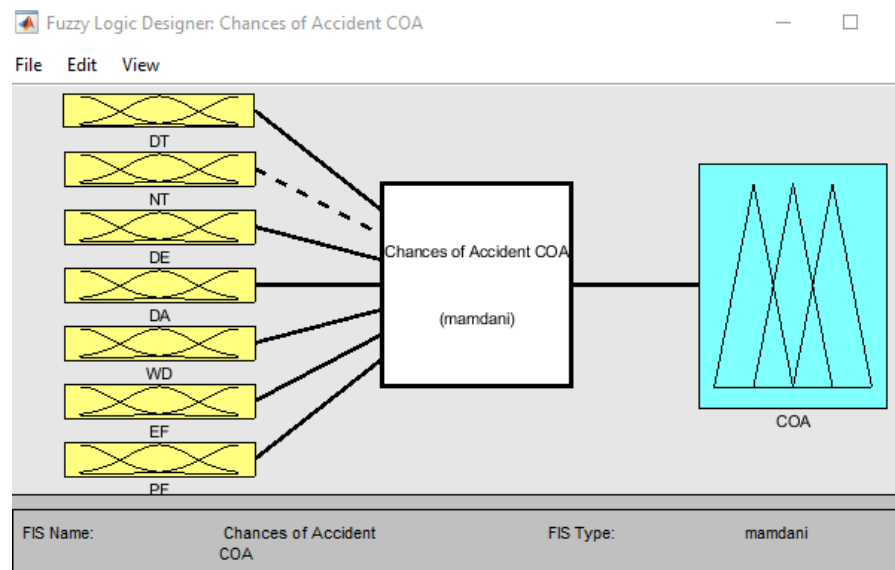 Fuzzy Logic Designer: Chances of Accident COA
File Edit View
DT
NT
DE
DA
WD
EF
PF
Chances of Accident COA
(mamdani)
COA
FIS Name: Chances of Accident COA
FIS Type: mamdani